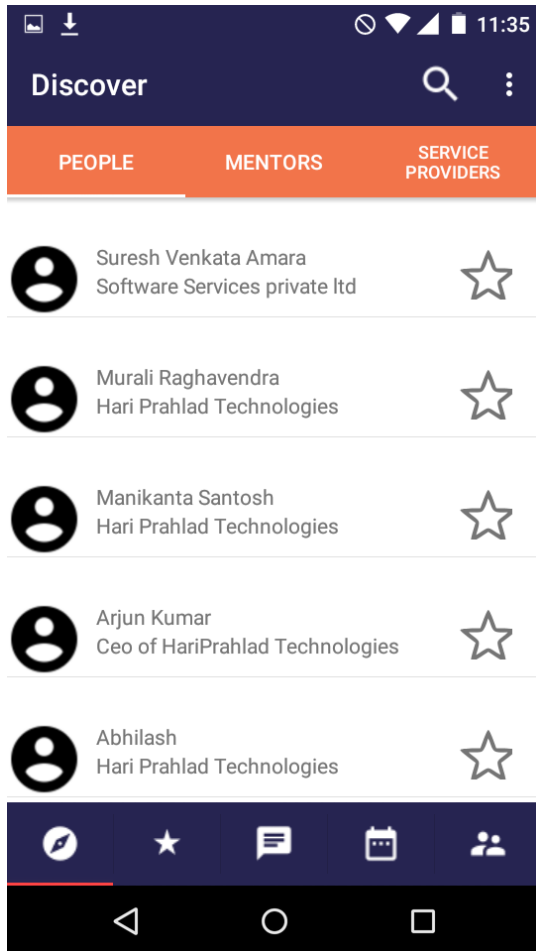 11:35
Discover
PEOPLE
MENTORS
SERVICE
PROVIDERS
Suresh Venkata Amara
Software Services private ltd
Murali Raghavendra
Hari Prahlad Technologies
Manikanta Santosh
Hari Prahlad Technologies
Arjun Kumar
Ceo of HariPrahlad Technologies
Abhilash
Hari Prahlad Technologies